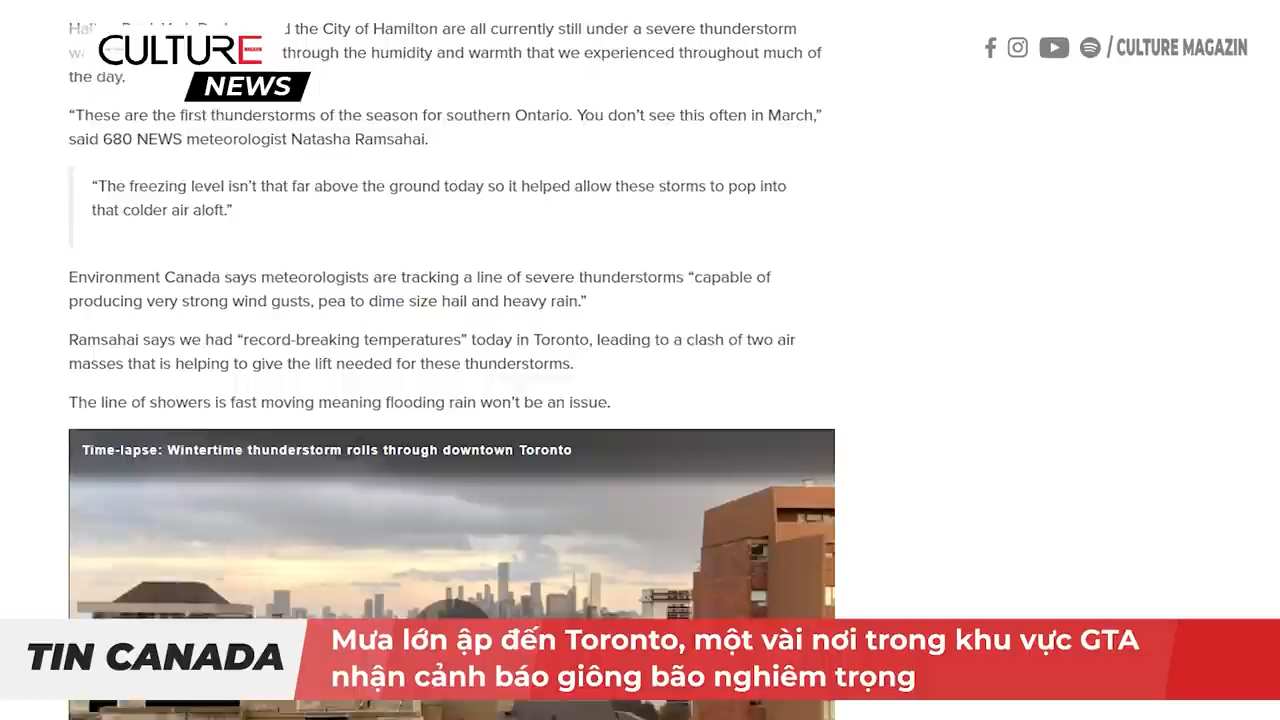 the City of Hamilton are all currently still under a severe thunderstorm
through the humidity and warmth that we experienced throughout much of
the day.
CULTURE
NEWS
/ CULTURE MAGAZIN
“These are the first thunderstorms of the season for southern Ontario. You don’t see this often in March,”
said 680 NEWS meteorologist Natasha Ramsahai.
“The freezing level isn’t that far above the ground today so it helped allow these storms to pop into
that colder air aloft.”
Environment Canada says meteorologists are tracking a line of severe thunderstorms “capable of
producing very strong wind gusts, pea to dime size hail and heavy rain.”
Ramsahai says we had “record-breaking temperatures” today in Toronto, leading to a clash of two air
masses that is helping to give the lift needed for these thunderstorms.
The line of showers is fast moving meaning flooding rain won’t be an issue.
Time-lapse: Wintertime thunderstorm rolls through downtown Toronto
TIN CANADA
Mưa lớn ập đến Toronto, một vài nơi trong khu vực GTA
nhận cảnh báo giông bão nghiêm trọng